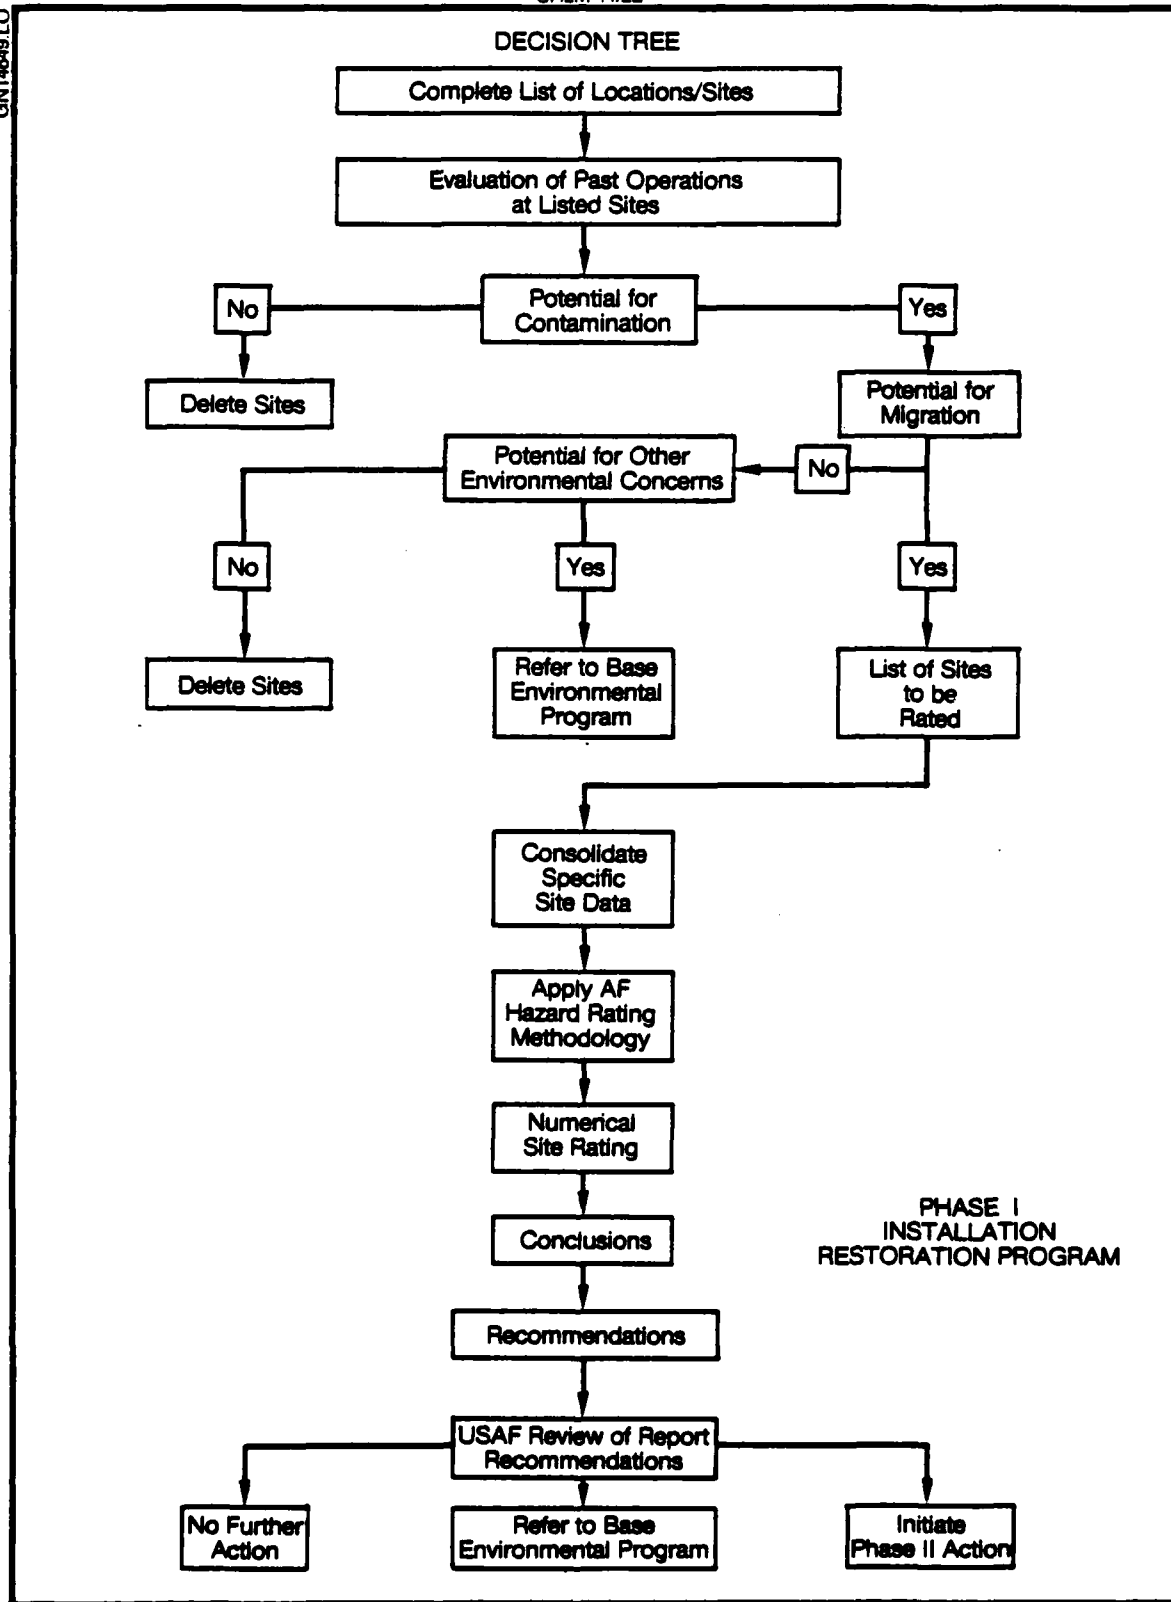 DECISION TREE
Complete List of Locations/Sites
Evaluation of Past Operations
at Listed Sites
Potential for
Contamination
No
Yes
Delete Sites
Potential for
Migration
Potential for Other
Environmental Concerns
No
No
Yes
Yes
Delete Sites
Refer to Base
Environmental
Program
List of Sites
to be
Rated
Consolidate
Specific
Site Data
Apply AF
Hazard Rating
Methodology
Numerical
Site Rating
Conclusions
PHASE I
INSTALLATION
RESTORATION PROGRAM
Recommendations
USAF Review of Report
Recommendations
No Further
Action
Refer to Base
Environmental Program
Initiate
Phase II Action